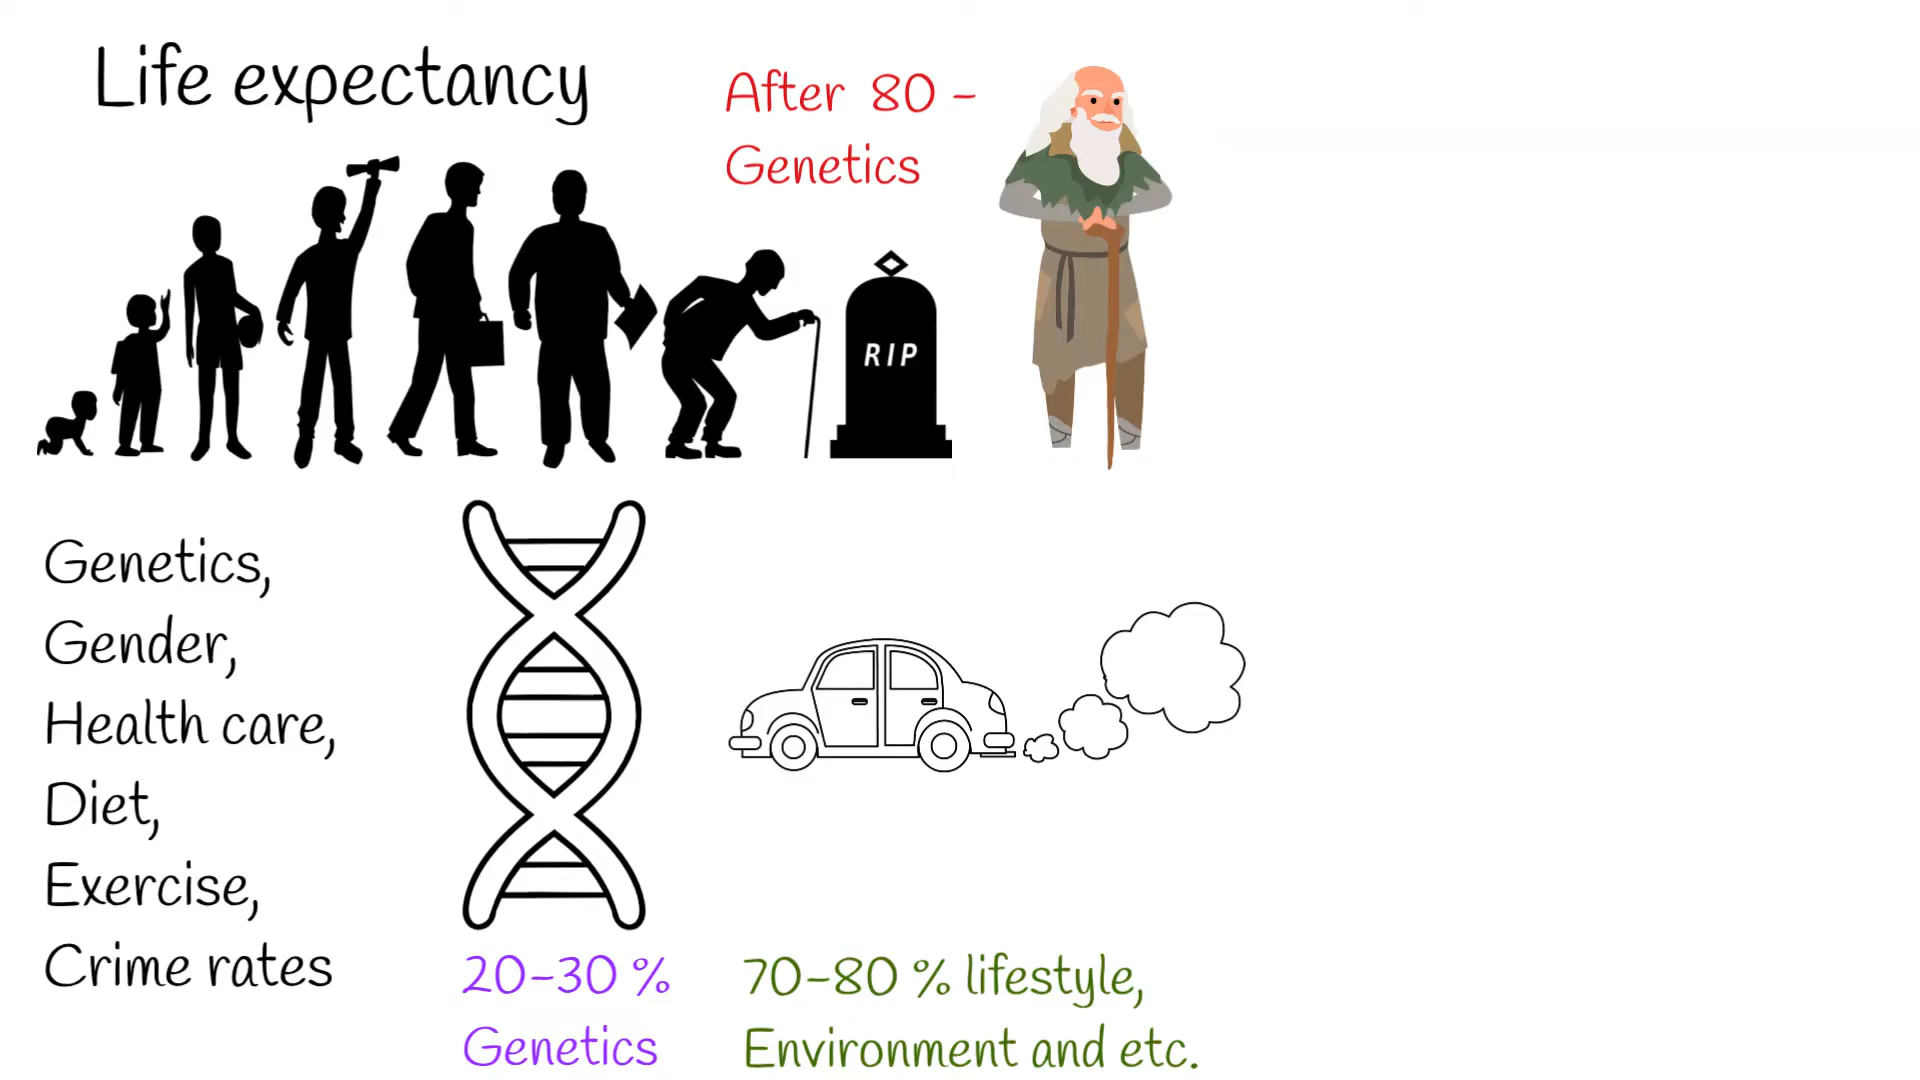 Life expectancy
After 80 -
Genetics
RIP
Genetics,
Gender,
Health care,
Diet,
Exercise,
Crime rates
20-30 %
Genetics
70-80 % lifestyle,
Environment and etc.